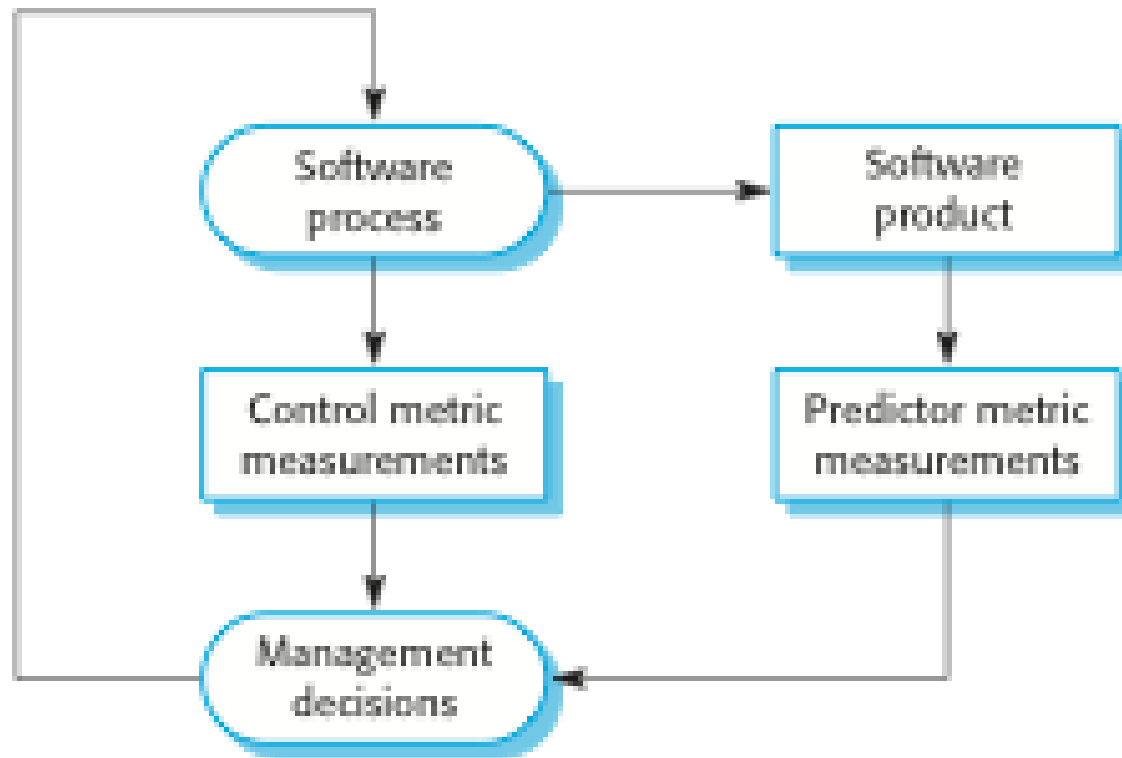 Software
process
Software
product
Control metric
measurements
Predictor metric
measurements
Management
decisions